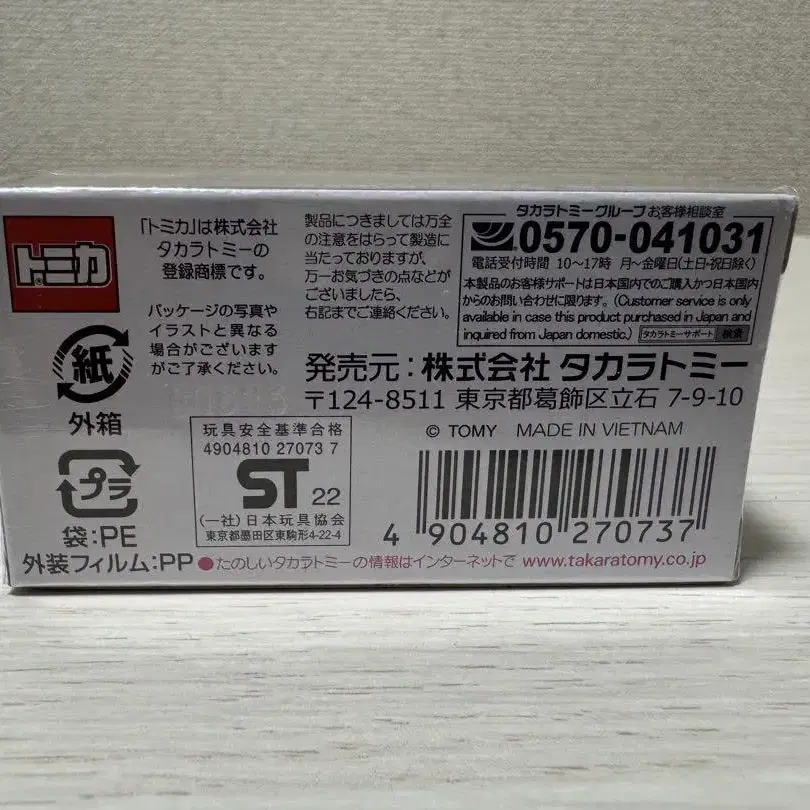 トミカ
「トミカ」は株式会社
タカラトミーの
登録商標です。
パッケージの写真や
イラストと異なる
場合がございます
がご了承ください。
製品につきましては万全
の注意をはらって製造に
当たっておりますが、
万一お気づきの点などが
ございましたら、
右記までご連絡ください。
タカラトミーグループお客様相談室
0570-041031
電話受付時間 10〜17時 月〜金曜日(土日・祝日除く)
本製品のお客様サポートは日本国内でのご購入かつ日本国内
からのお問い合わせに限ります。(Customer service is only
available in case this product purchased in Japan and
inquired from Japan domestic.) タカラトミーサポート 検索
紙
外箱
プラ
袋:PE
外装フィルム:PP
発売元:株式会社 タカラトミー
〒124-8511 東京都葛飾区立石 7-9-10
© TOMY MADE IN VIETNAM
玩具安全基準合格
4904810 27073 7
ST 22
(一社)日本玩具協会
東京都墨田区東駒形4-22-4
4 904810 270737
●たのしいタカラトミーの情報はインターネットで www.takaratomy.co.jp